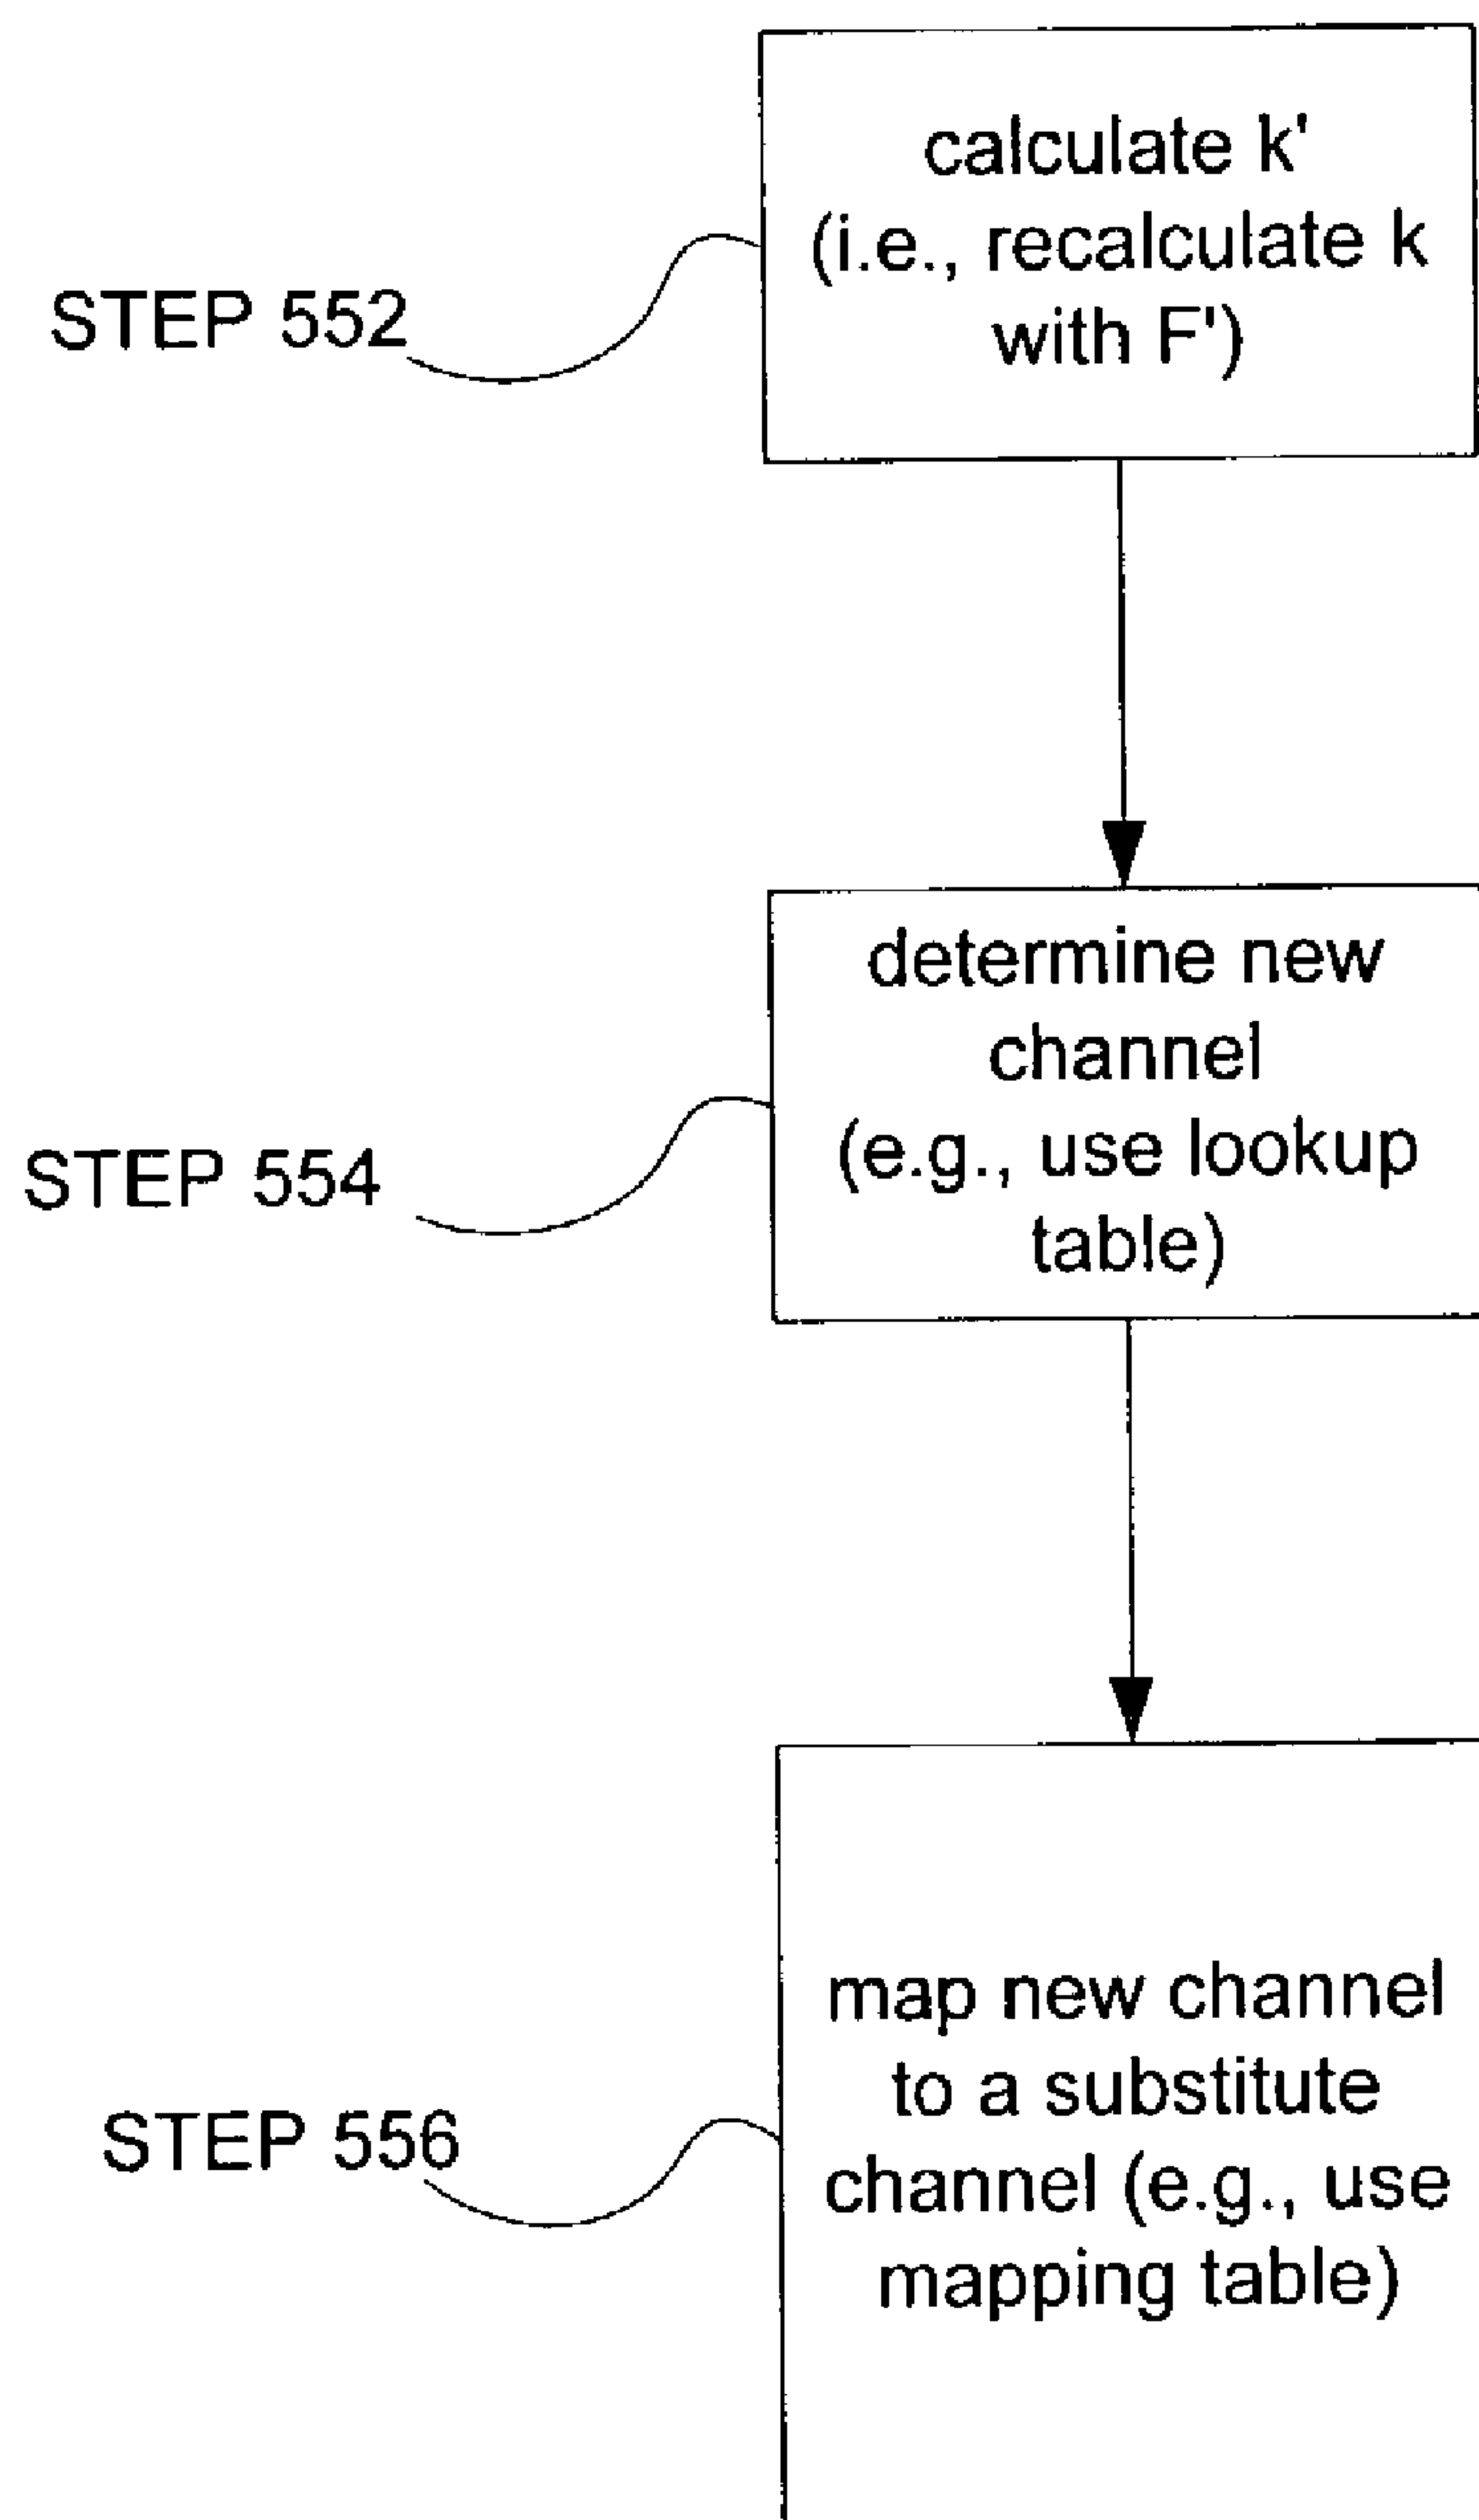 calculate k'
(i.e., recalculate k
with F')
STEP 552
determine new
channel
(e.g., use lookup
table)
STEP 554
map new channel
to a substitute
channel (e.g., use
mapping table)
STEP 556